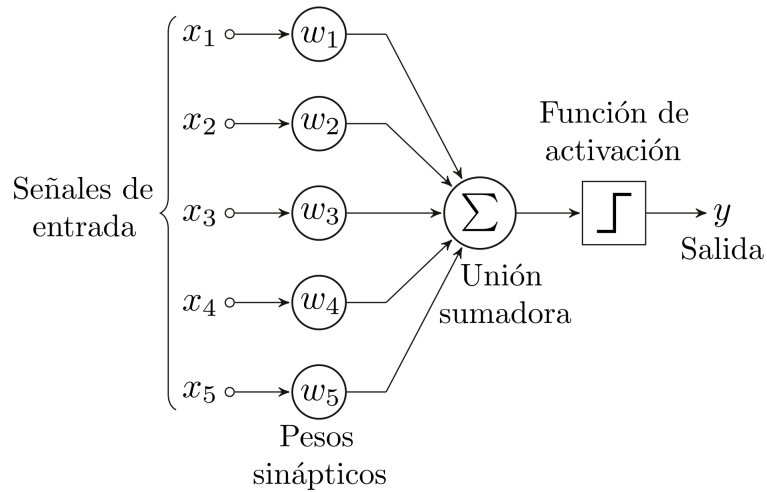 x1
w1
x2
w2
Función de
activación
Señales de
entrada
x3
w3
∑
y
Salida
Unión
sumadora
x4
w4
x5
w5
Pesos
sinápticos